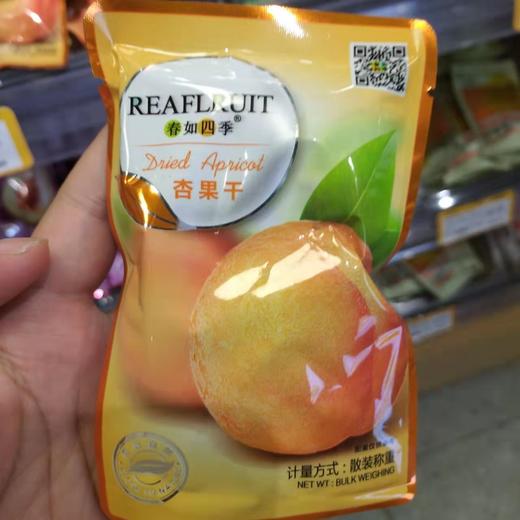 REAFLRUIT
春如四季®
Dried Apricot
杏果干
计量方式：散装称重
NET WT: BULK WEIGHING